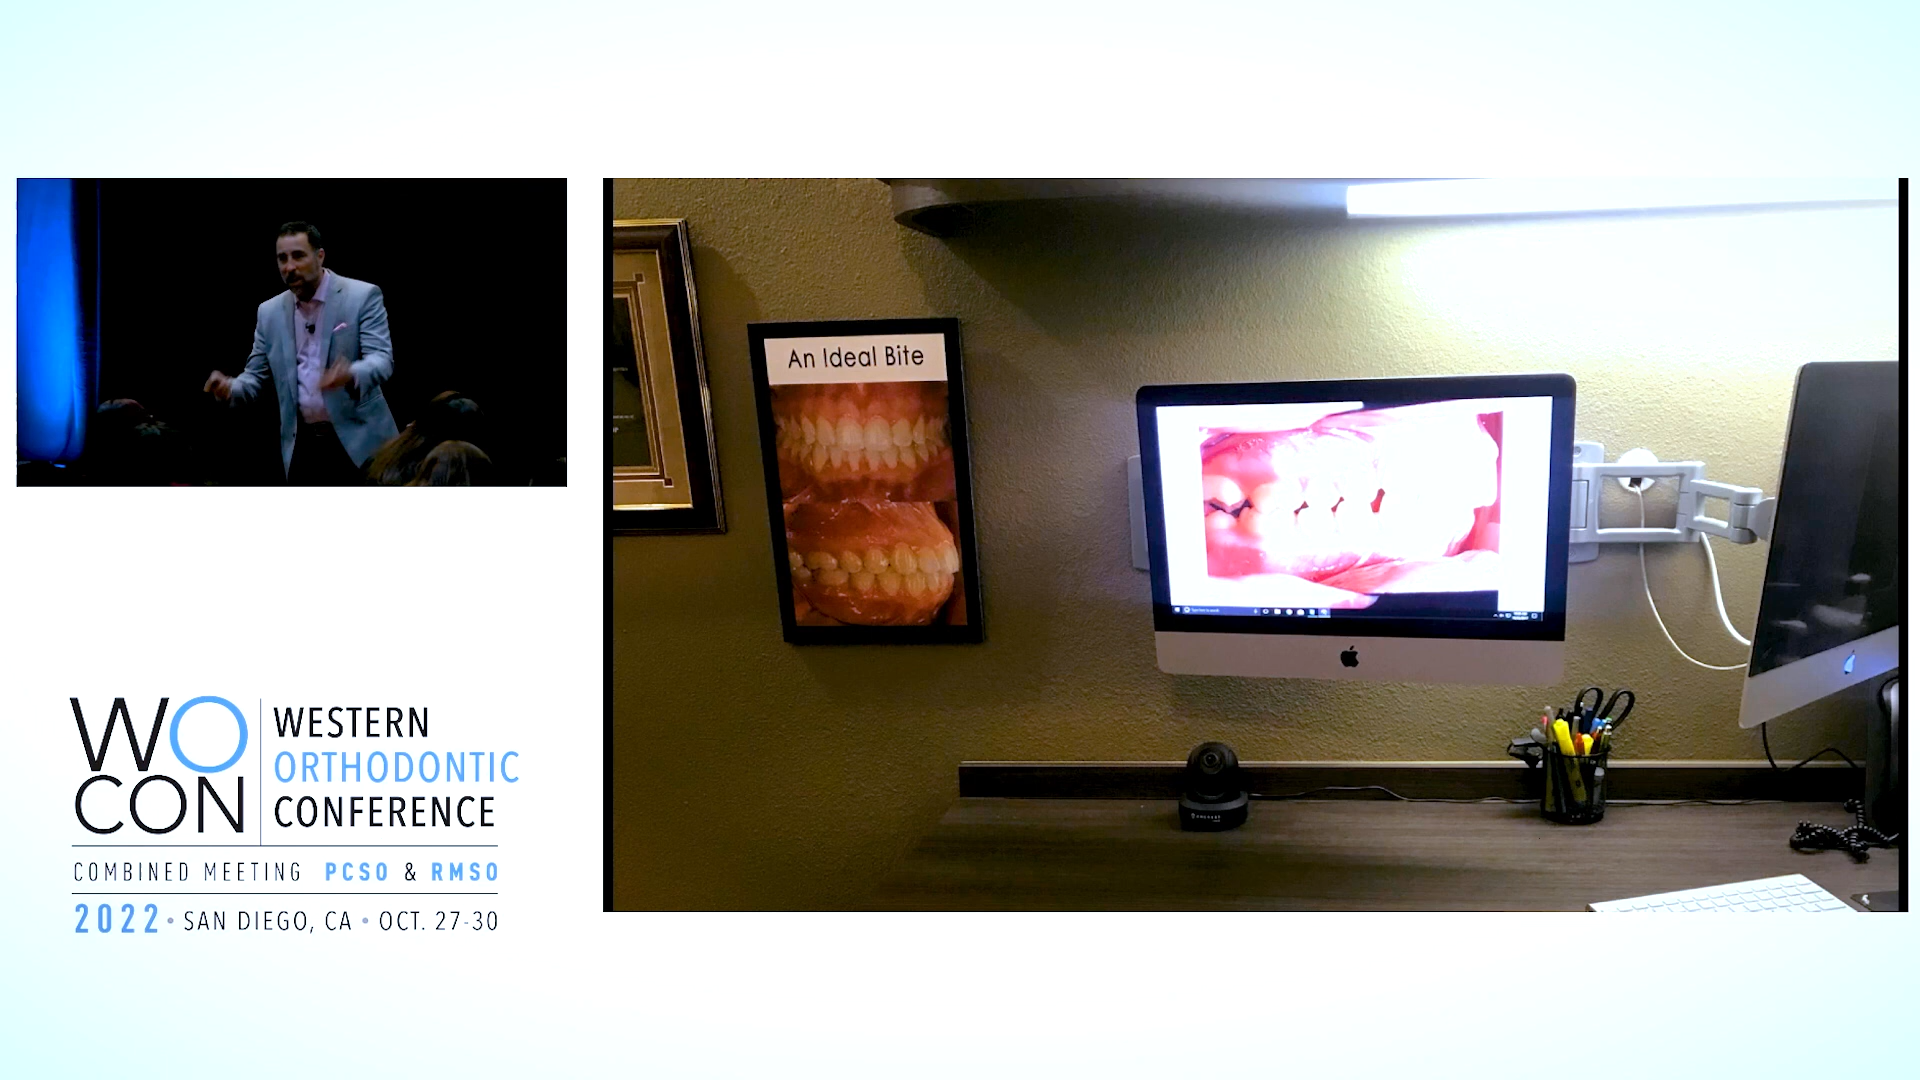 An Ideal Bite
WO
CON
WESTERN
ORTHODONTIC
CONFERENCE
COMBINED MEETING PCSO & RMSO
2022 • SAN DIEGO, CA • OCT. 27-30